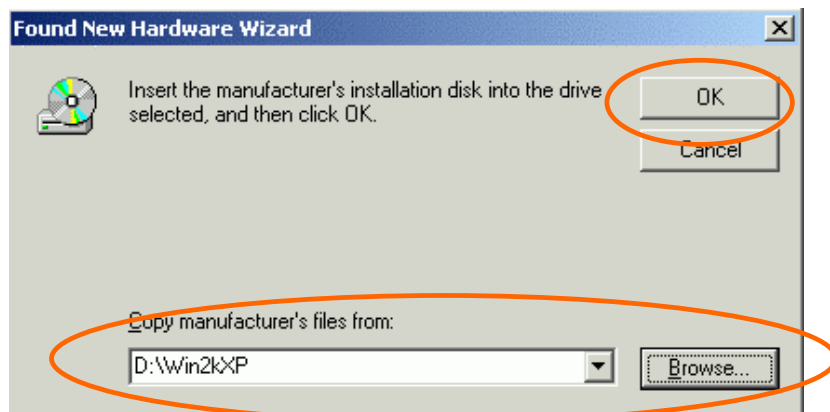 Found New Hardware Wizard
Insert the manufacturer's installation disk into the drive
selected, and then click OK.
OK
Cancel
Copy manufacturer's files from:
D:\Win2kXP
Browse...